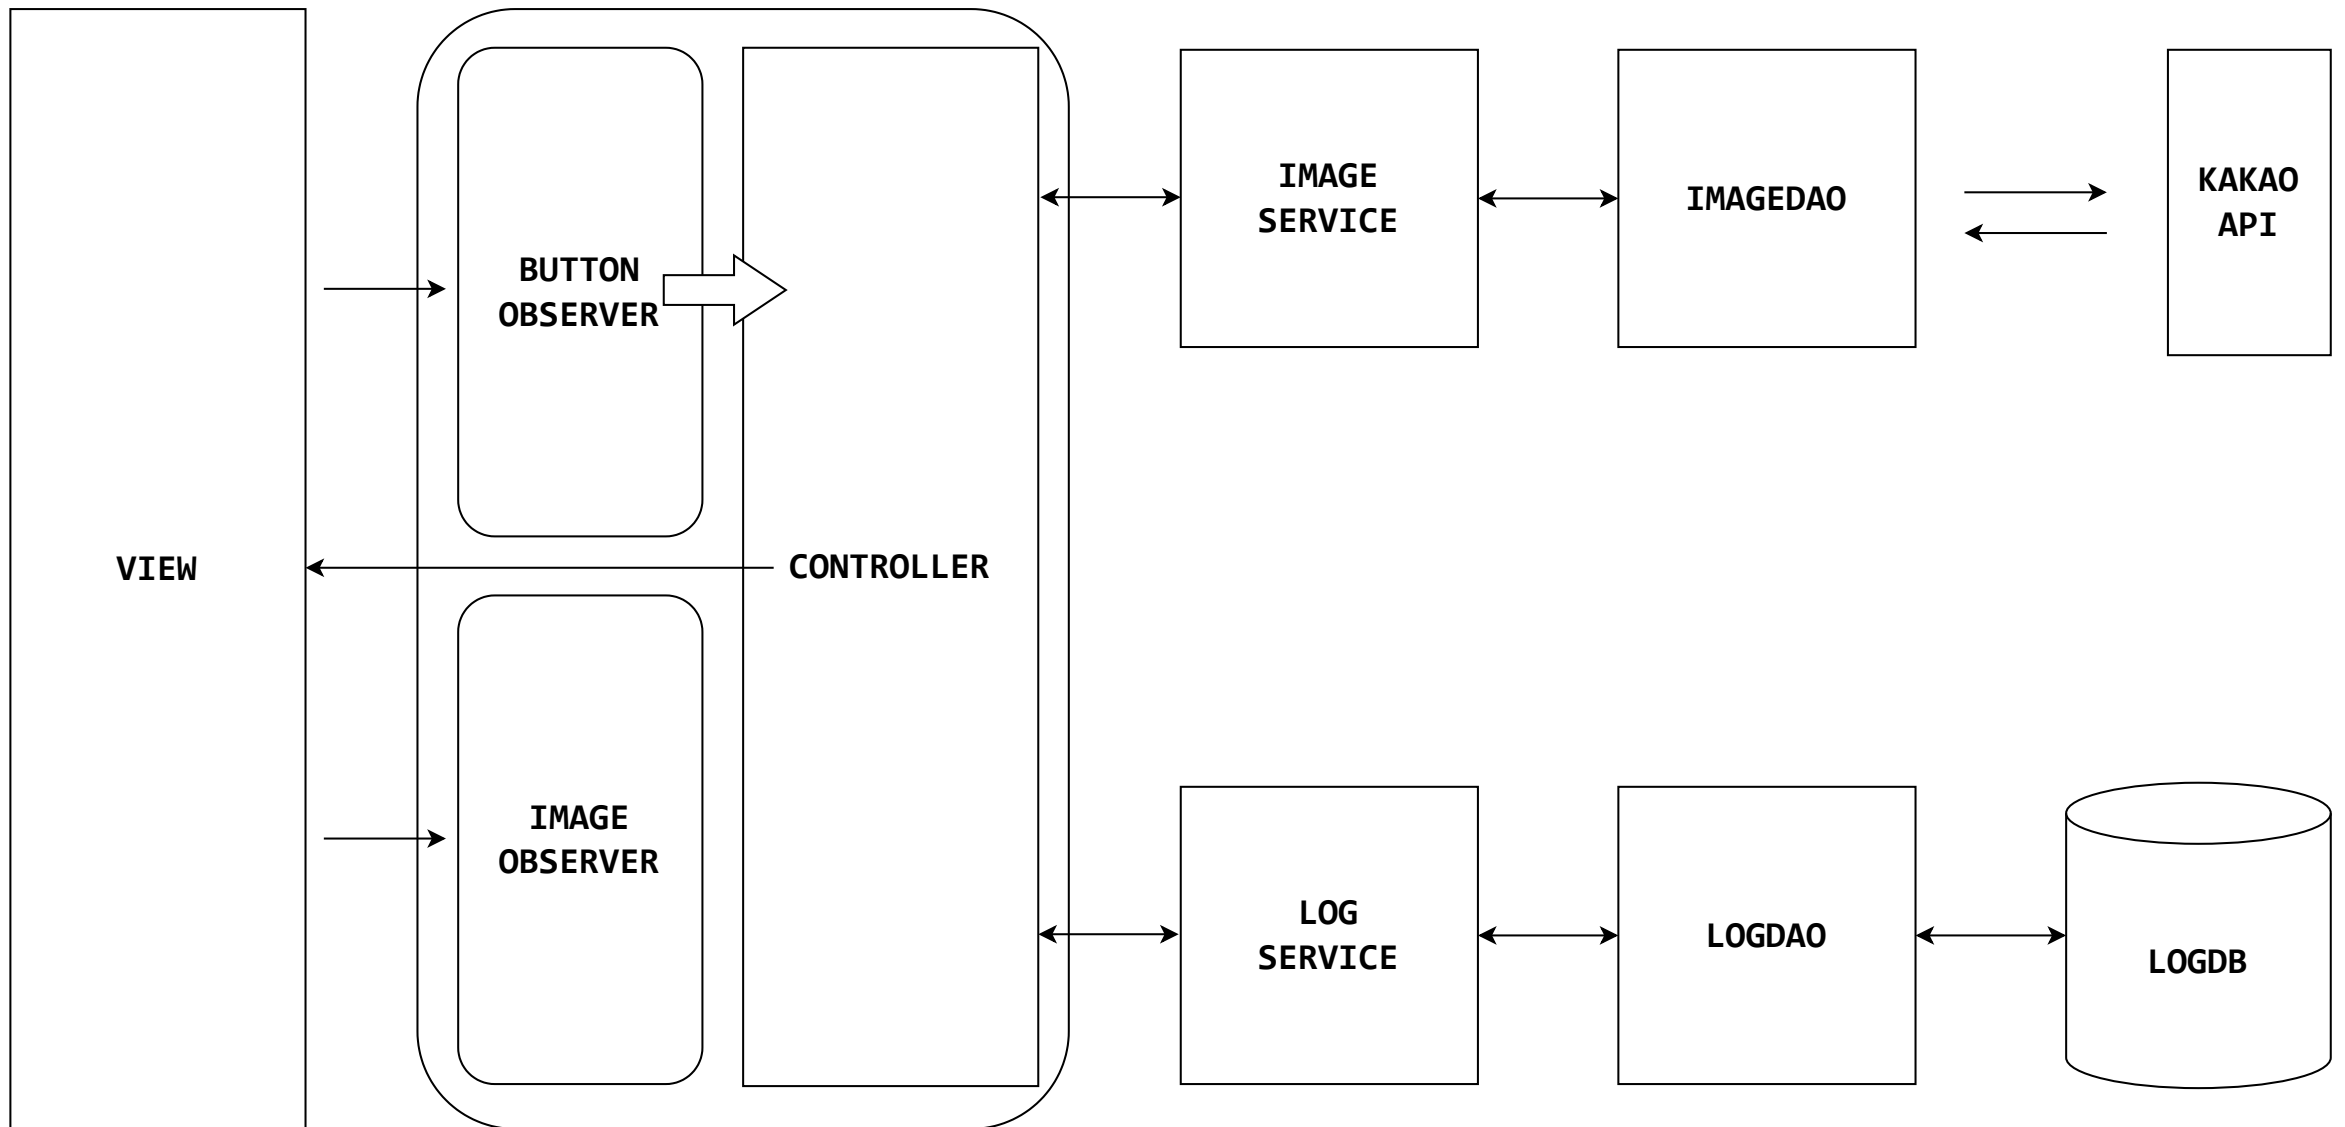 VIEW
BUTTON
OBSERVER
IMAGE
OBSERVER
CONTROLLER
IMAGE
SERVICE
IMAGEDAO
KAKAO
API
LOG
SERVICE
LOGDAO
LOGDB